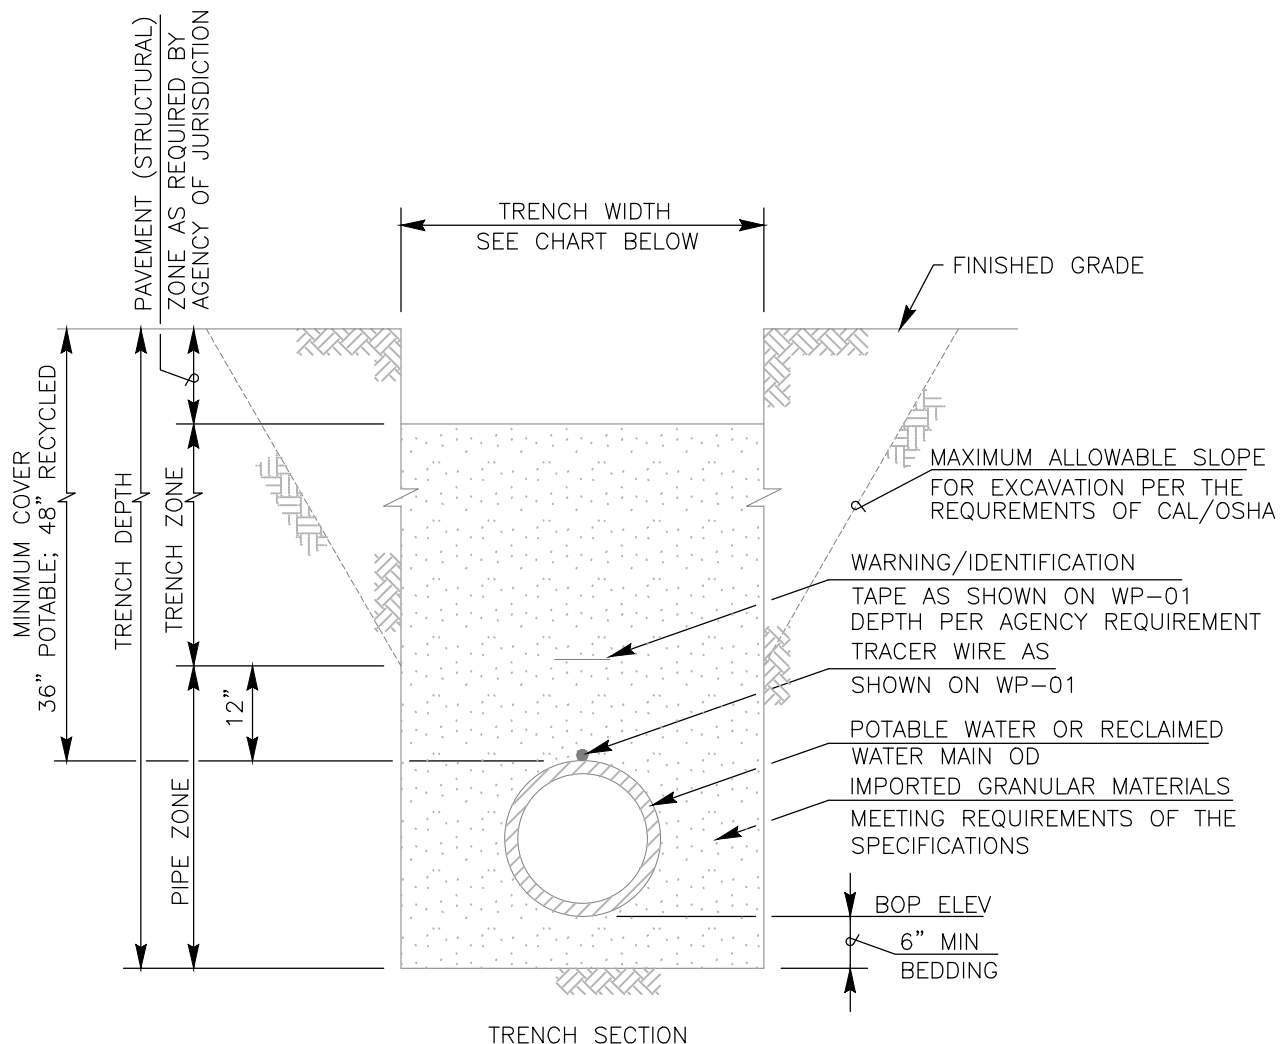 PAVEMENT (STRUCTURAL)
ZONE AS REQUIRED BY
AGENCY OF JURISDICTION
TRENCH WIDTH
SEE CHART BELOW
FINISHED GRADE
MINIMUM COVER
36" POTABLE; 48" RECYCLED
TRENCH DEPTH
TRENCH ZONE
12"
PIPE ZONE
MAXIMUM ALLOWABLE SLOPE
FOR EXCAVATION PER THE
REQUREMENTS OF CAL/OSHA
WARNING/IDENTIFICATION
TAPE AS SHOWN ON WP-01
DEPTH PER AGENCY REQUIREMENT
TRACER WIRE AS
SHOWN ON WP-01
POTABLE WATER OR RECLAIMED
WATER MAIN OD
IMPORTED GRANULAR MATERIALS
MEETING REQUIREMENTS OF THE
SPECIFICATIONS
BOP ELEV
6" MIN
BEDDING
TRENCH SECTION